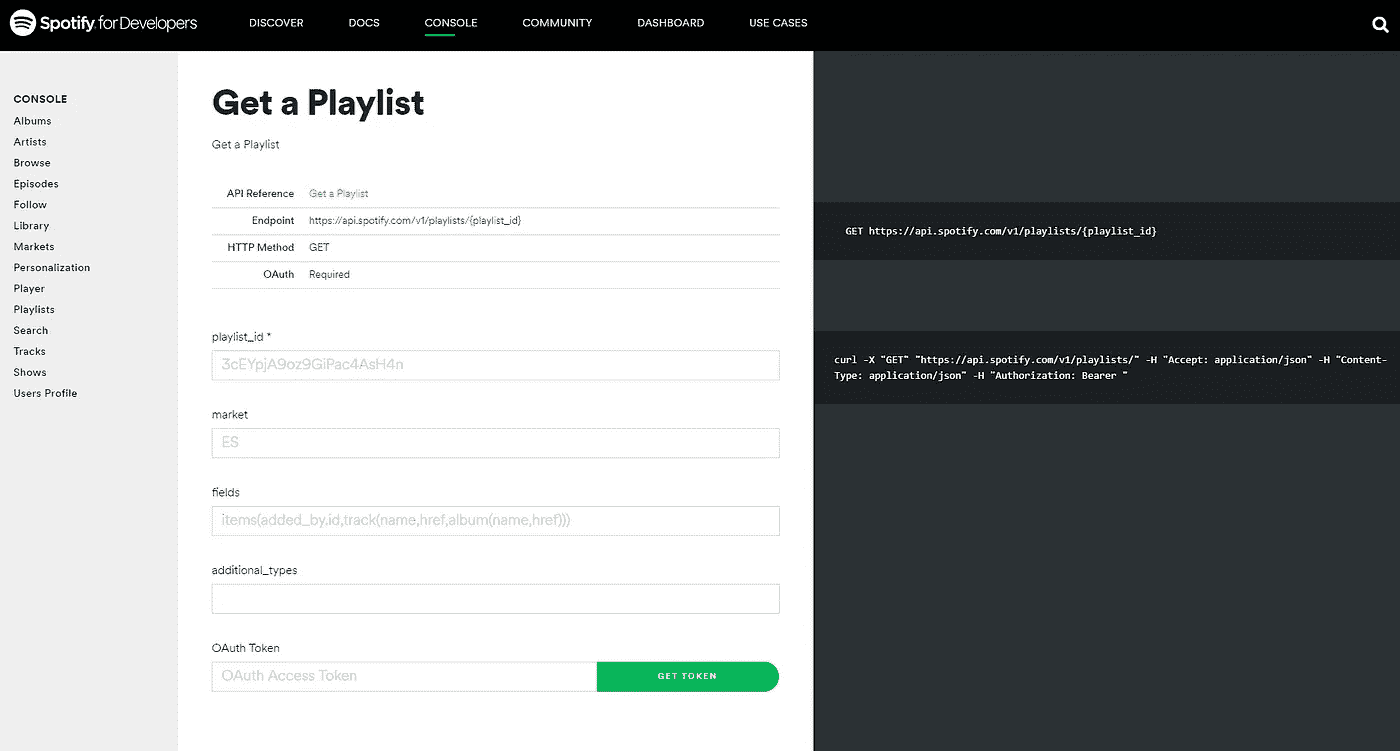 Spotify for Developers
DISCOVER
DOCS
CONSOLE
COMMUNITY
DASHBOARD
USE CASES
CONSOLE
Albums
Artists
Browse
Episodes
Follow
Library
Markets
Personalization
Player
Playlists
Search
Tracks
Shows
Users Profile
Get a Playlist
Get a Playlist
API Reference Get a Playlist
Endpoint https://api.spotify.com/v1/playlists/{playlist_id}
HTTP Method GET
OAuth Required
playlist_id *
3cEYpjA9oz9GiPac4AsH4n
market
ES
fields
items(added_by.id,track(name,href,album(name,href)))
additional_types
OAuth Token
OAuth Access Token
GET TOKEN
GET https://api.spotify.com/v1/playlists/{playlist_id}
curl -X "GET" "https://api.spotify.com/v1/playlists/" -H "Accept: application/json" -H "Content-
Type: application/json" -H "Authorization: Bearer "